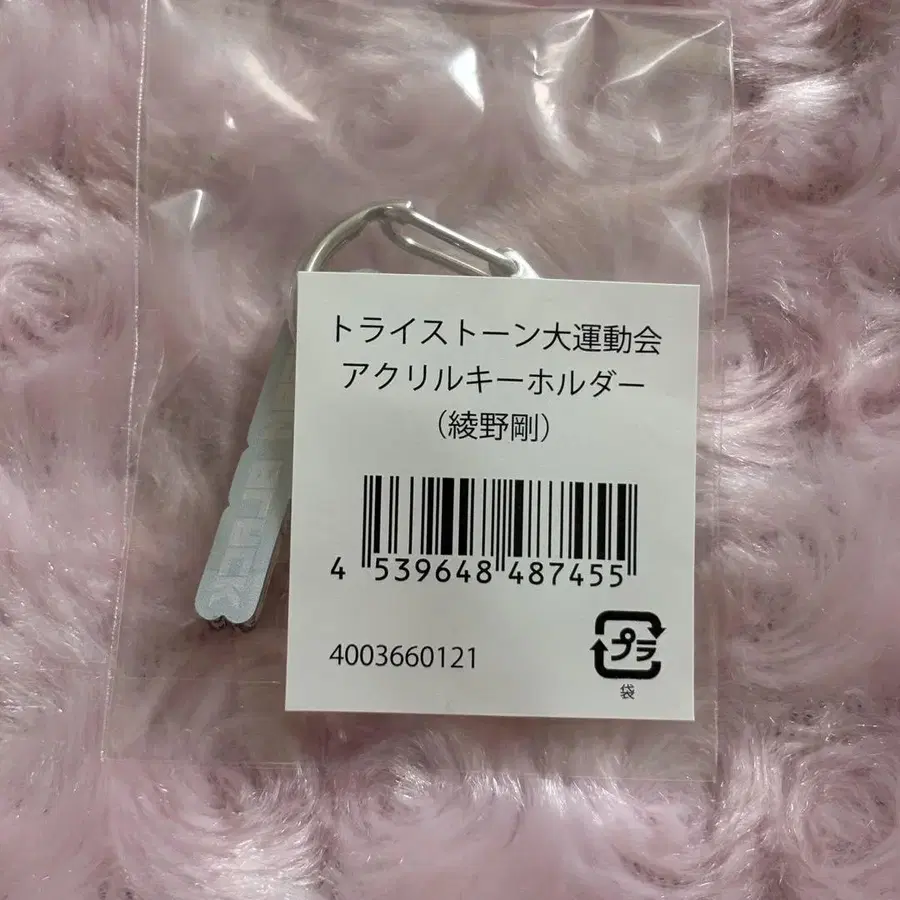 トライストーン大運動会
アクリルキーホルダー
（綾野剛）
4 539648 487455
4003660121
プラ
袋